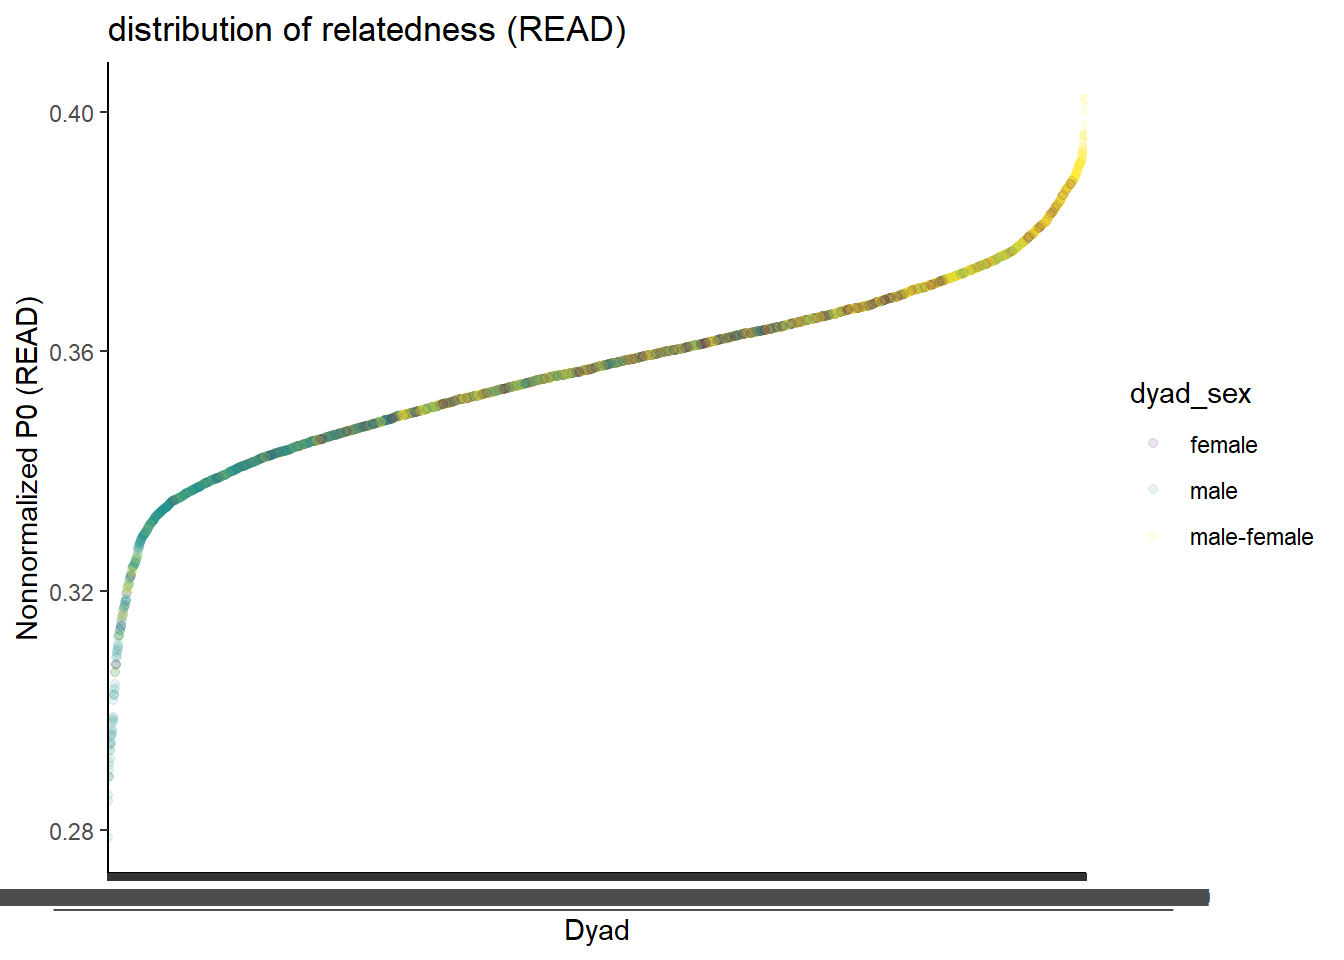 distribution of relatedness (READ)
0.40
0.36
0.32
0.28
Nonnormalized P0 (READ)
Dyad
dyad_sex
female
male
male-female